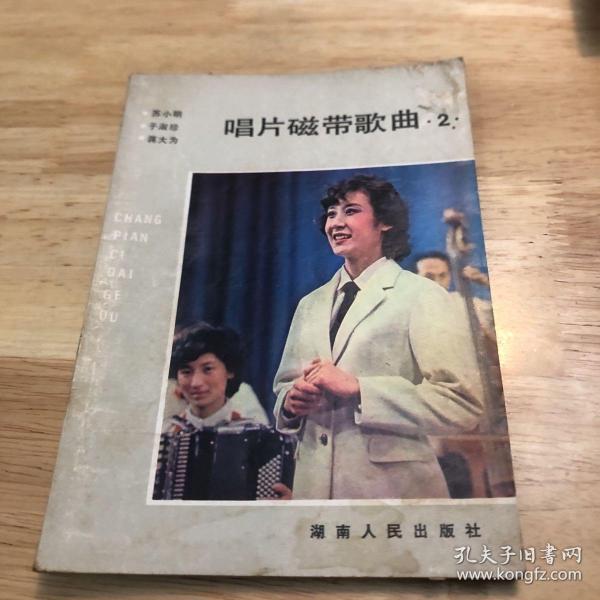 苏小明
于淑珍
蒋大为
唱片磁带歌曲·2·
CHANG
PIAN
CI
DAI
GE
QU
湖南人民出版社
孔夫子旧书网
www.kongfz.com